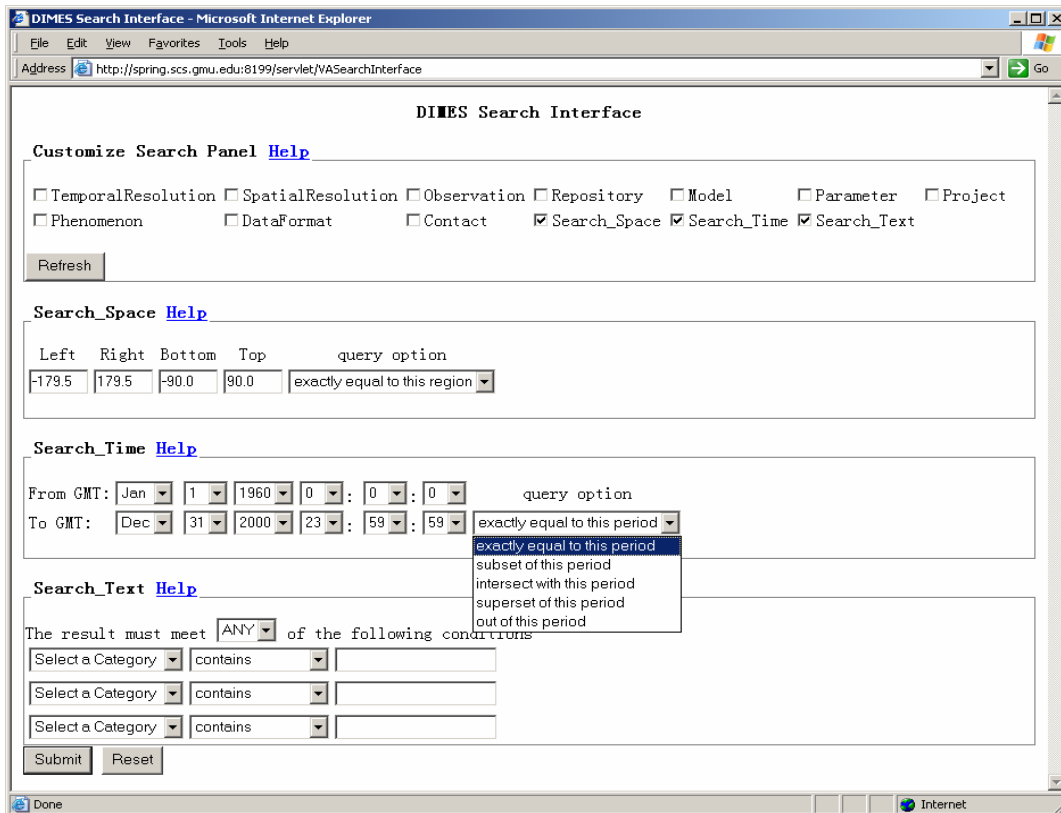 DIMES Search Interface - Microsoft Internet Explorer
File Edit View Favorites Tools Help
Address http://spring.scs.gmu.edu:8199/servlet/VASearchInterface Go
DIMES Search Interface
Customize Search Panel Help
TemporalResolution SpatialResolution Observation Repository Model Parameter Project
Phenomenon DataFormat Contact Search_Space Search_Time Search_Text
Refresh
Search_Space Help
Left Right Bottom Top query option
-179.5 179.5 -90.0 90.0 exactly equal to this region
Search_Time Help
From GMT: Jan 1 1960 0 : 0 : 0 query option
To GMT: Dec 31 2000 23 : 59 : 59 exactly equal to this period
exactly equal to this period
subset of this period
intersect with this period
superset of this period
out of this period
Search_Text Help
The result must meet ANY of the following conditions
Select a Category contains
Select a Category contains
Select a Category contains
Submit Reset
Done Internet